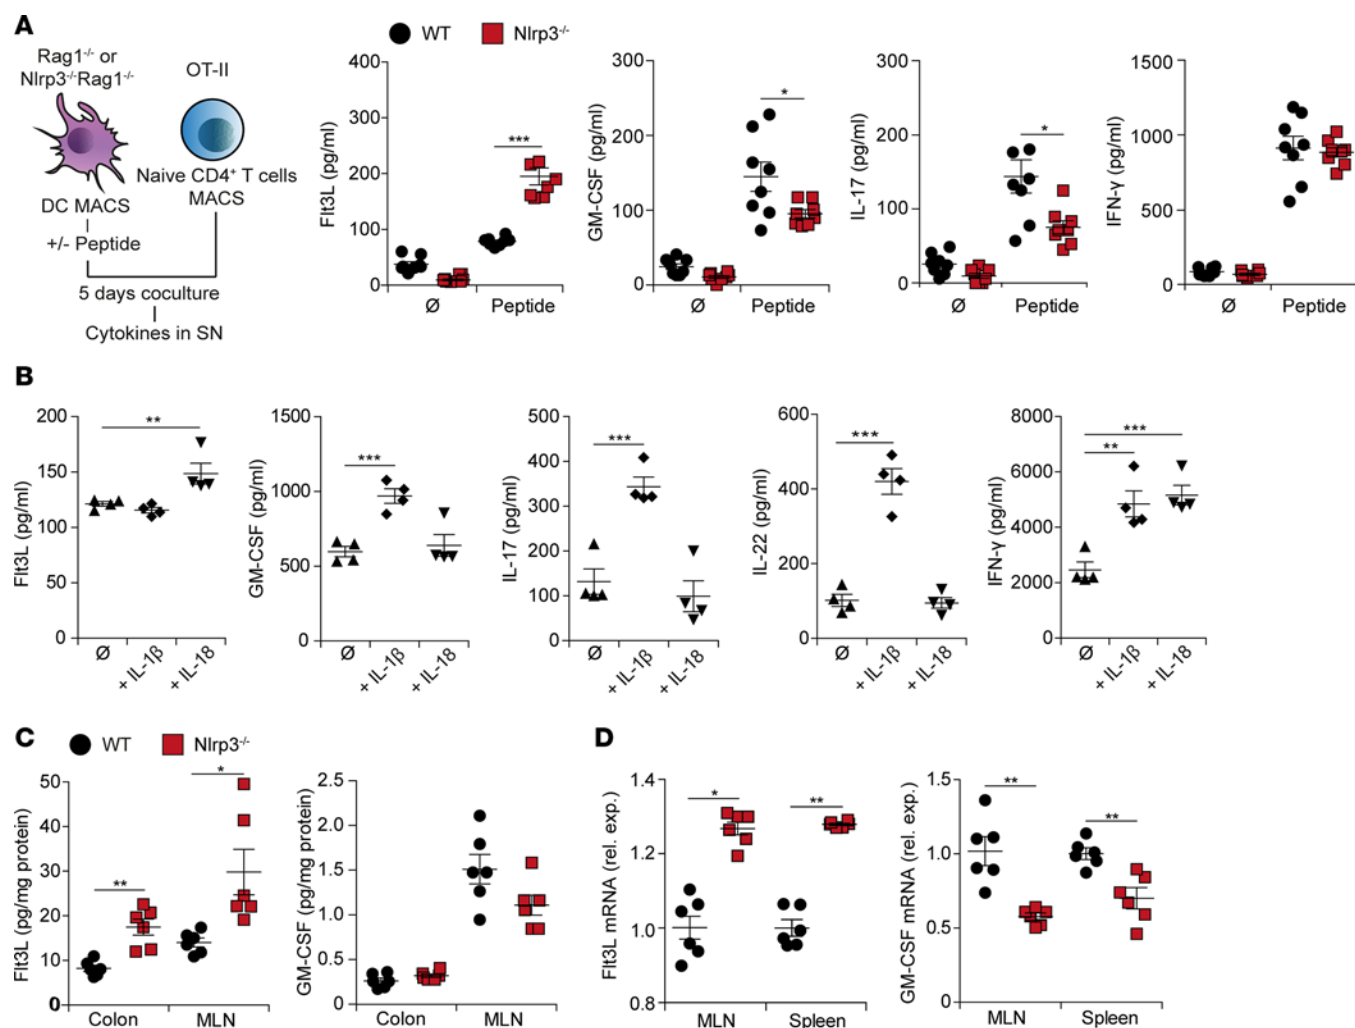 A
Rag1-/- or
Nlrp3-/-Rag1-/-
OT-II
Naive CD4+ T cells
MACS
DC MACS
+/- Peptide
5 days coculture
Cytokines in SN
WT
Nlrp3-/-
Flt3L (pg/ml)
400
300
200
100
0
***
Ø
Peptide
GM-CSF (pg/ml)
300
200
100
0
*
Ø
Peptide
IL-17 (pg/ml)
300
200
100
0
*
Ø
Peptide
IFN-γ (pg/ml)
1500
1000
500
0
Ø
Peptide
B
Flt3L (pg/ml)
200
150
100
50
0
**
Ø
+ IL-1β
+ IL-18
GM-CSF (pg/ml)
1500
1000
500
0
***
Ø
+ IL-1β
+ IL-18
IL-17 (pg/ml)
500
400
300
200
100
0
***
Ø
+ IL-1β
+ IL-18
IL-22 (pg/ml)
600
400
200
0
***
Ø
+ IL-1β
+ IL-18
IFN-γ (pg/ml)
8000
6000
4000
2000
0
***
**
Ø
+ IL-1β
+ IL-18
C
WT
Nlrp3-/-
Flt3L (pg/mg protein)
50
40
30
20
10
0
**
*
Colon
MLN
GM-CSF (pg/mg protein)
2.5
2.0
1.5
1.0
0.5
0
Colon
MLN
D
Flt3L mRNA (rel. exp.)
1.4
1.2
1.0
0.8
*
**
MLN
Spleen
GM-CSF mRNA (rel. exp.)
1.5
1.0
0.5
0
**
**
MLN
Spleen